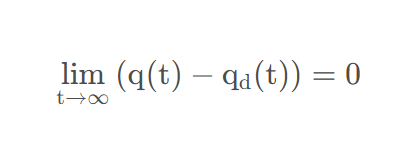 lim (q(t) − q_d(t)) = 0
t→∞